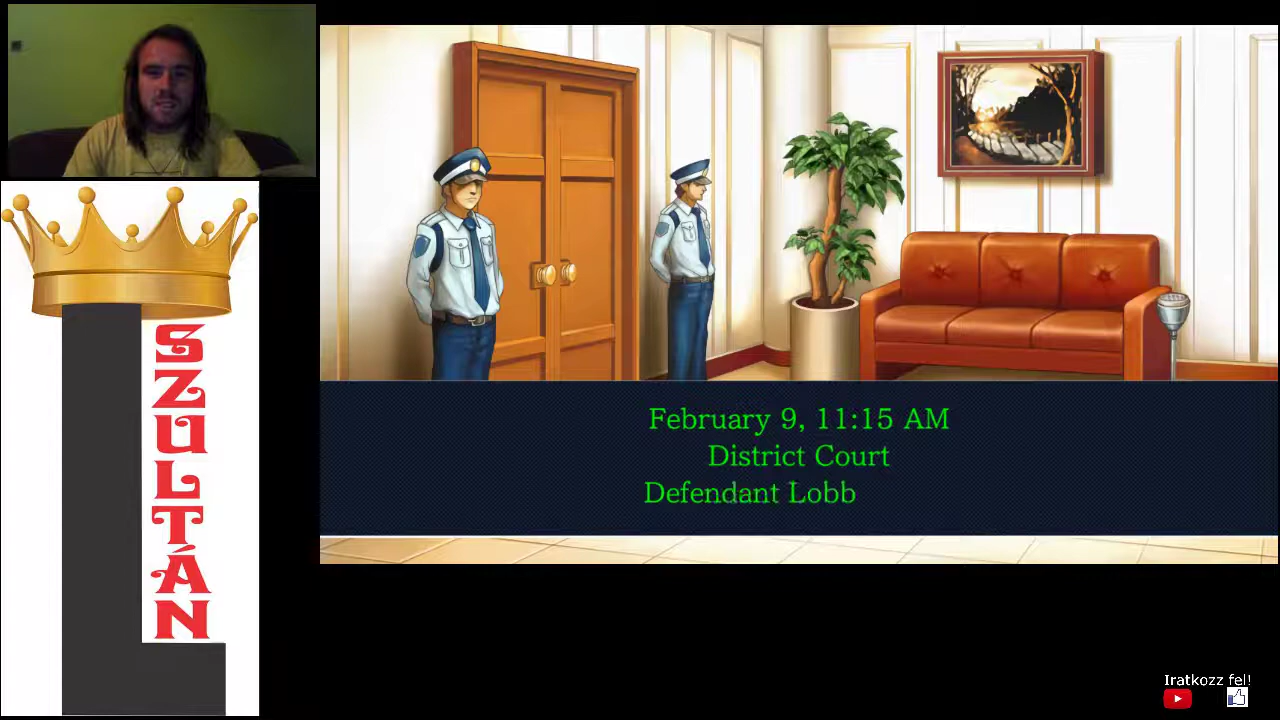 SZULTÁN
February 9, 11:15 AM
District Court
Defendant Lobb
Iratkozz fel!